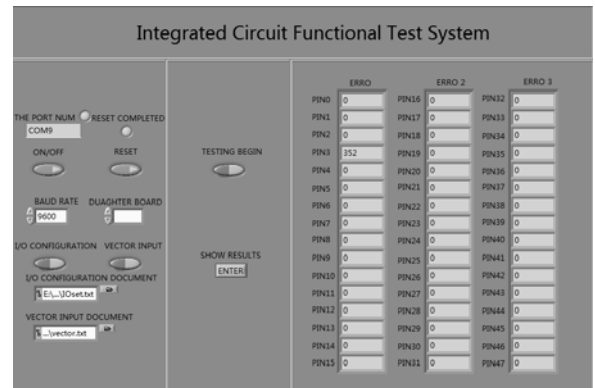 Integrated Circuit Functional Test System
THE PORT NUM
RESET COMPLETED
COM9
ON/OFF
RESET
BAUD RATE
DUAGHTER BOARD
9600
I/O CONFIGURATION
VECTOR INPUT
I/O CONFIGURATION DOCUMENT
E:\...\IOset.txt
VECTOR INPUT DOCUMENT
...\vector.txt
TESTING BEGIN
SHOW RESULTS
ENTER
ERRO
PIN0 0
PIN1 0
PIN2 0
PIN3 352
PIN4 0
PIN5 0
PIN6 0
PIN7 0
PIN8 0
PIN9 0
PIN10 0
PIN11 0
PIN12 0
PIN13 0
PIN14 0
PIN15 0
ERRO 2
PIN16 0
PIN17 0
PIN18 0
PIN19 0
PIN20 0
PIN21 0
PIN22 0
PIN23 0
PIN24 0
PIN25 0
PIN26 0
PIN27 0
PIN28 0
PIN29 0
PIN30 0
PIN31 0
ERRO 3
PIN32 0
PIN33 0
PIN34 0
PIN35 0
PIN36 0
PIN37 0
PIN38 0
PIN39 0
PIN40 0
PIN41 0
PIN42 0
PIN43 0
PIN44 0
PIN45 0
PIN46 0
PIN47 0